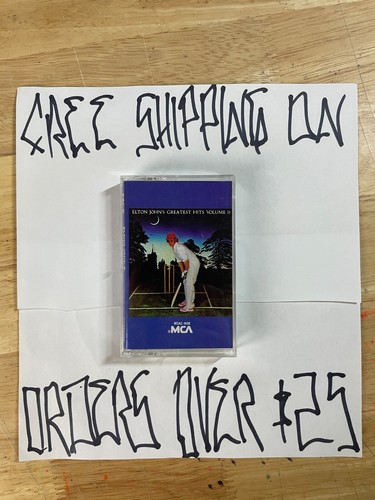 FREE SHIPPING ON
ELTON JOHN'S GREATEST HITS VOLUME II
MCA
ORDERS OVER $25